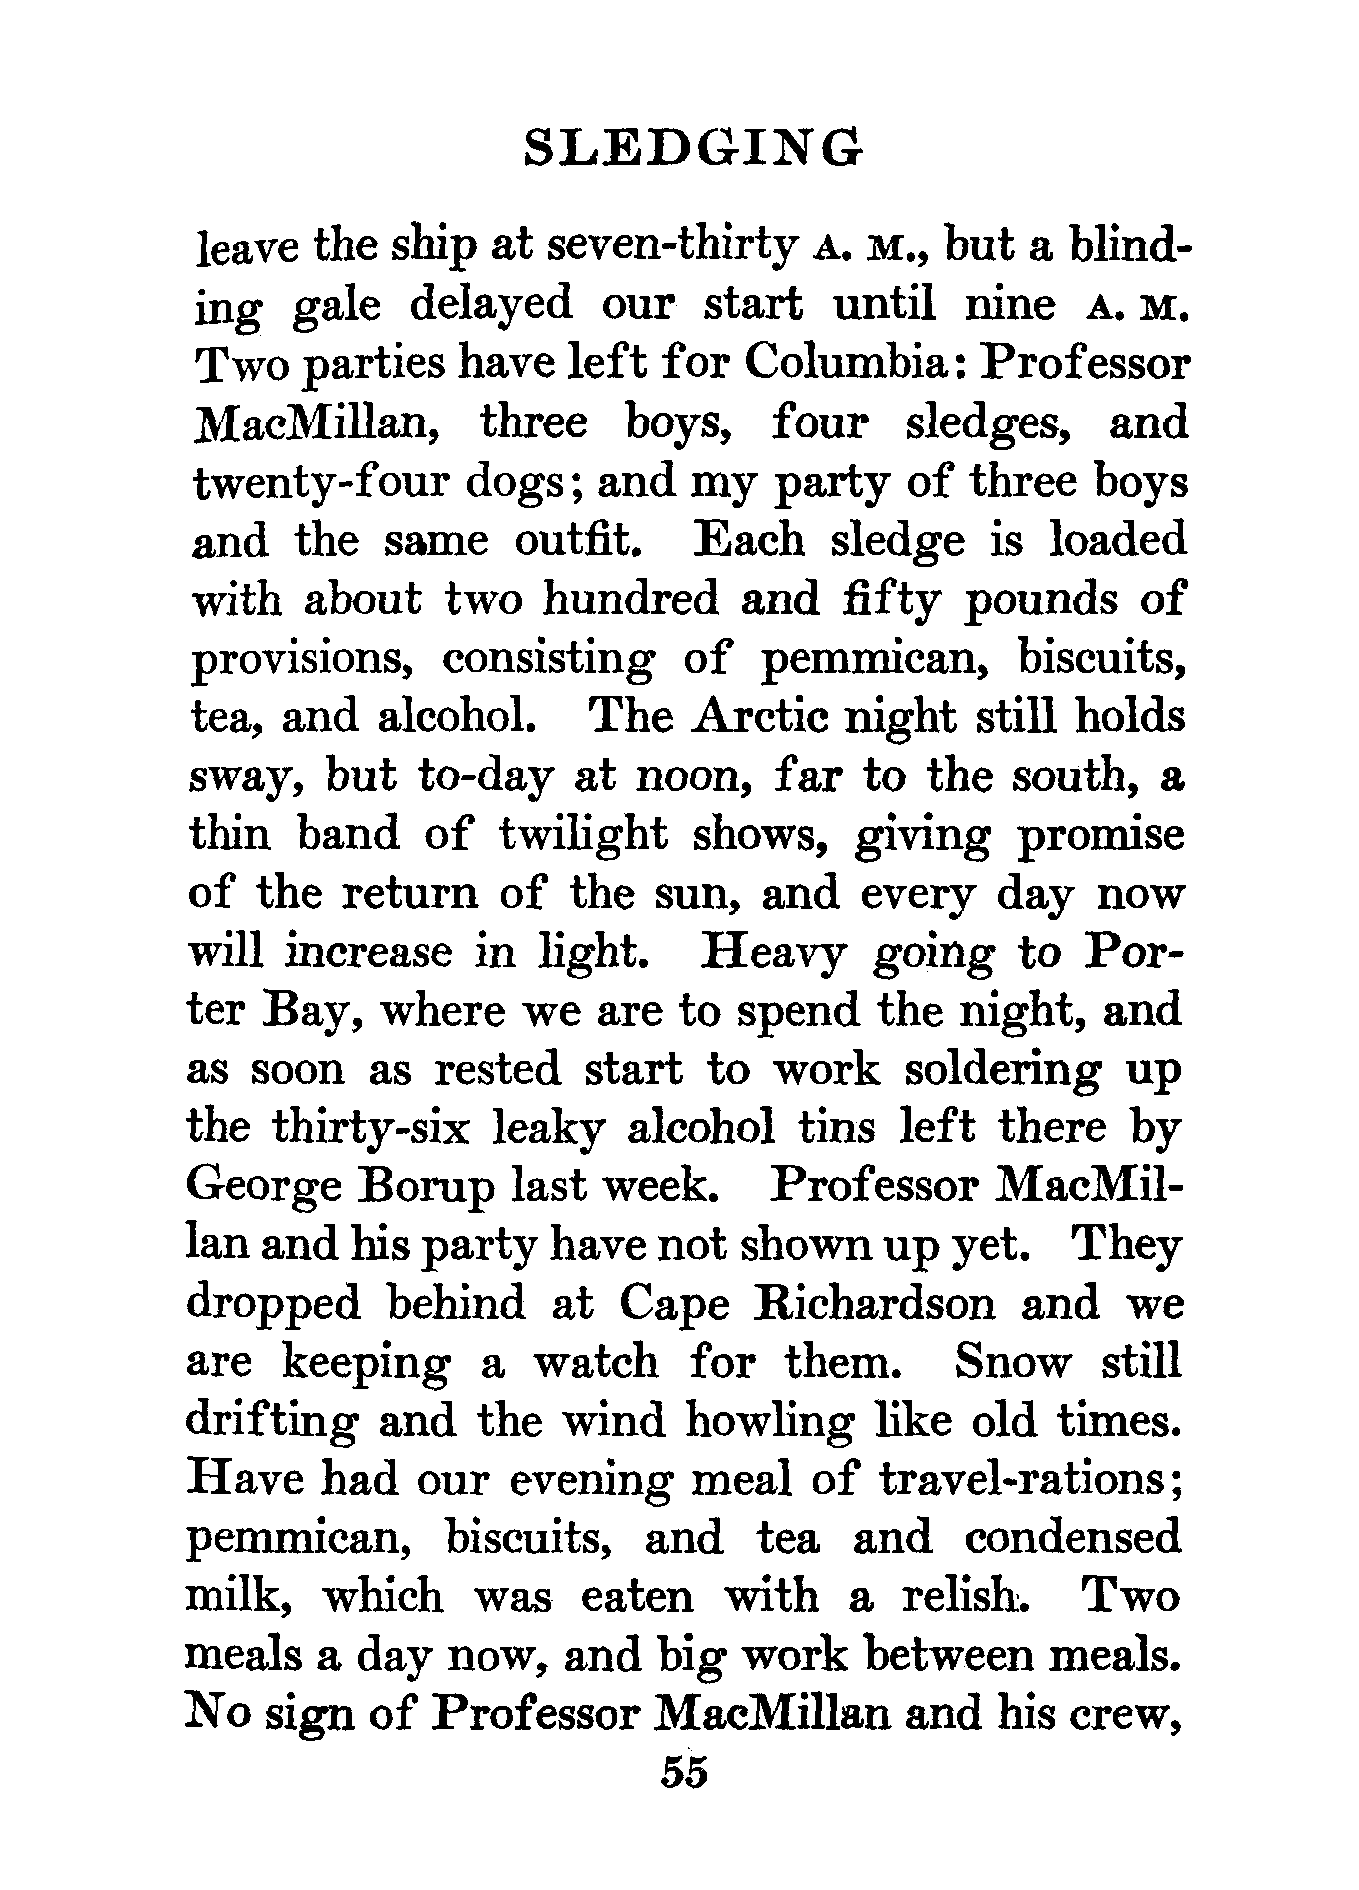 SLEDGING
leave the ship at seven-thirty A. M., but a blind-
ing gale delayed our start until nine A. M.
Two parties have left for Columbia: Professor
MacMillan, three boys, four sledges, and
twenty-four dogs; and my party of three boys
and the same outfit. Each sledge is loaded
with about two hundred and fifty pounds of
provisions, consisting of pemmican, biscuits,
tea, and alcohol. The Arctic night still holds
sway, but to-day at noon, far to the south, a
thin band of twilight shows, giving promise
of the return of the sun, and every day now
will increase in light. Heavy going to Por-
ter Bay, where we are to spend the night, and
as soon as rested start to work soldering up
the thirty-six leaky alcohol tins left there by
George Borup last week. Professor MacMil-
lan and his party have not shown up yet. They
dropped behind at Cape Richardson and we
are keeping a watch for them. Snow still
drifting and the wind howling like old times.
Have had our evening meal of travel-rations;
pemmican, biscuits, and tea and condensed
milk, which was eaten with a relish. Two
meals a day now, and big work between meals.
No sign of Professor MacMillan and his crew,
55